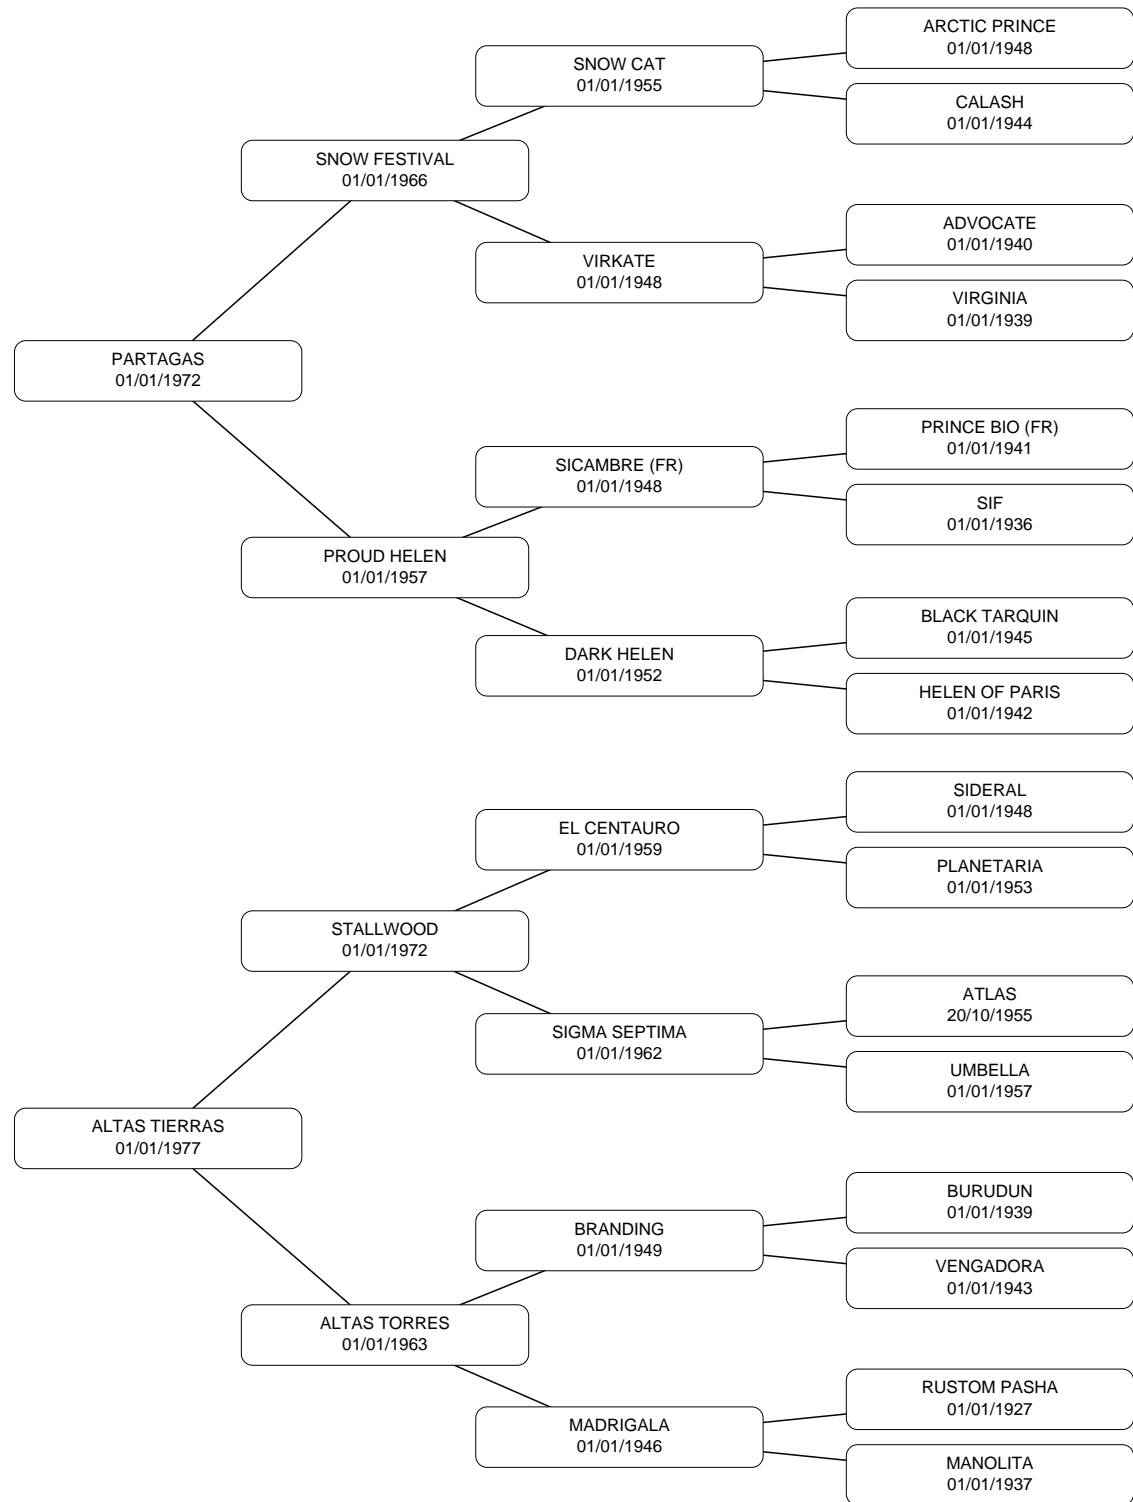 ARCTIC PRINCE
01/01/1948
SNOW CAT
01/01/1955
CALASH
01/01/1944
SNOW FESTIVAL
01/01/1966
ADVOCATE
01/01/1940
VIRKATE
01/01/1948
VIRGINIA
01/01/1939
PARTAGAS
01/01/1972
PRINCE BIO (FR)
01/01/1941
SICAMBRE (FR)
01/01/1948
SIF
01/01/1936
PROUD HELEN
01/01/1957
BLACK TARQUIN
01/01/1945
DARK HELEN
01/01/1952
HELEN OF PARIS
01/01/1942
SIDERAL
01/01/1948
EL CENTAURO
01/01/1959
PLANETARIA
01/01/1953
STALLWOOD
01/01/1972
ATLAS
20/10/1955
SIGMA SEPTIMA
01/01/1962
UMBELLA
01/01/1957
ALTAS TIERRAS
01/01/1977
BURUDUN
01/01/1939
BRANDING
01/01/1949
VENGADORA
01/01/1943
ALTAS TORRES
01/01/1963
RUSTOM PASHA
01/01/1927
MADRIGALA
01/01/1946
MANOLITA
01/01/1937